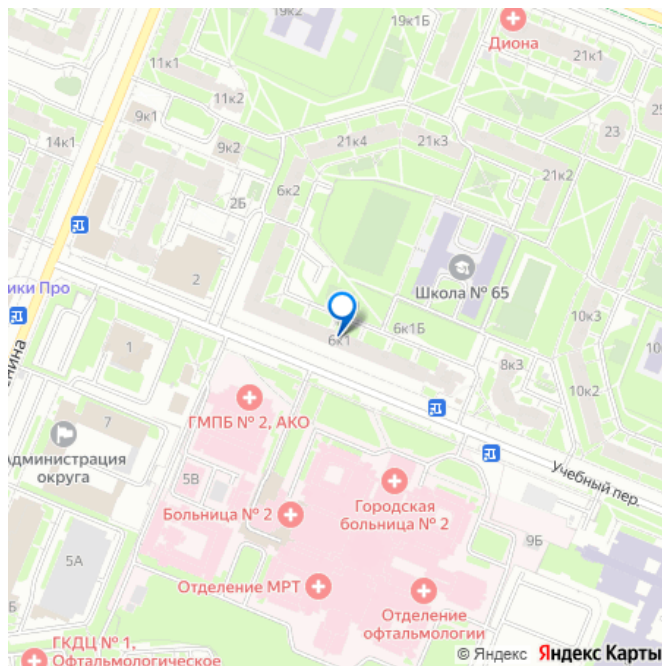 19к2
19к1Б
Диона
21к1
11к1
11к2
9к1
14к1
9к2
21к4
21к3
23
6к2
21к2
2Б
2
Школа № 65
ики Про
6к1
6к1Б
10к3
1
8к3
10к2
ГМПБ № 2, АКО
7
Администрация
округа
5В
Учебный пер.
Больница № 2
Городская
больница № 2
9Б
5А
Отделение МРТ
Отделение
офтальмологии
ГКДЦ № 1,
Офтальмологическое
© Яндекс Яндекс Карты